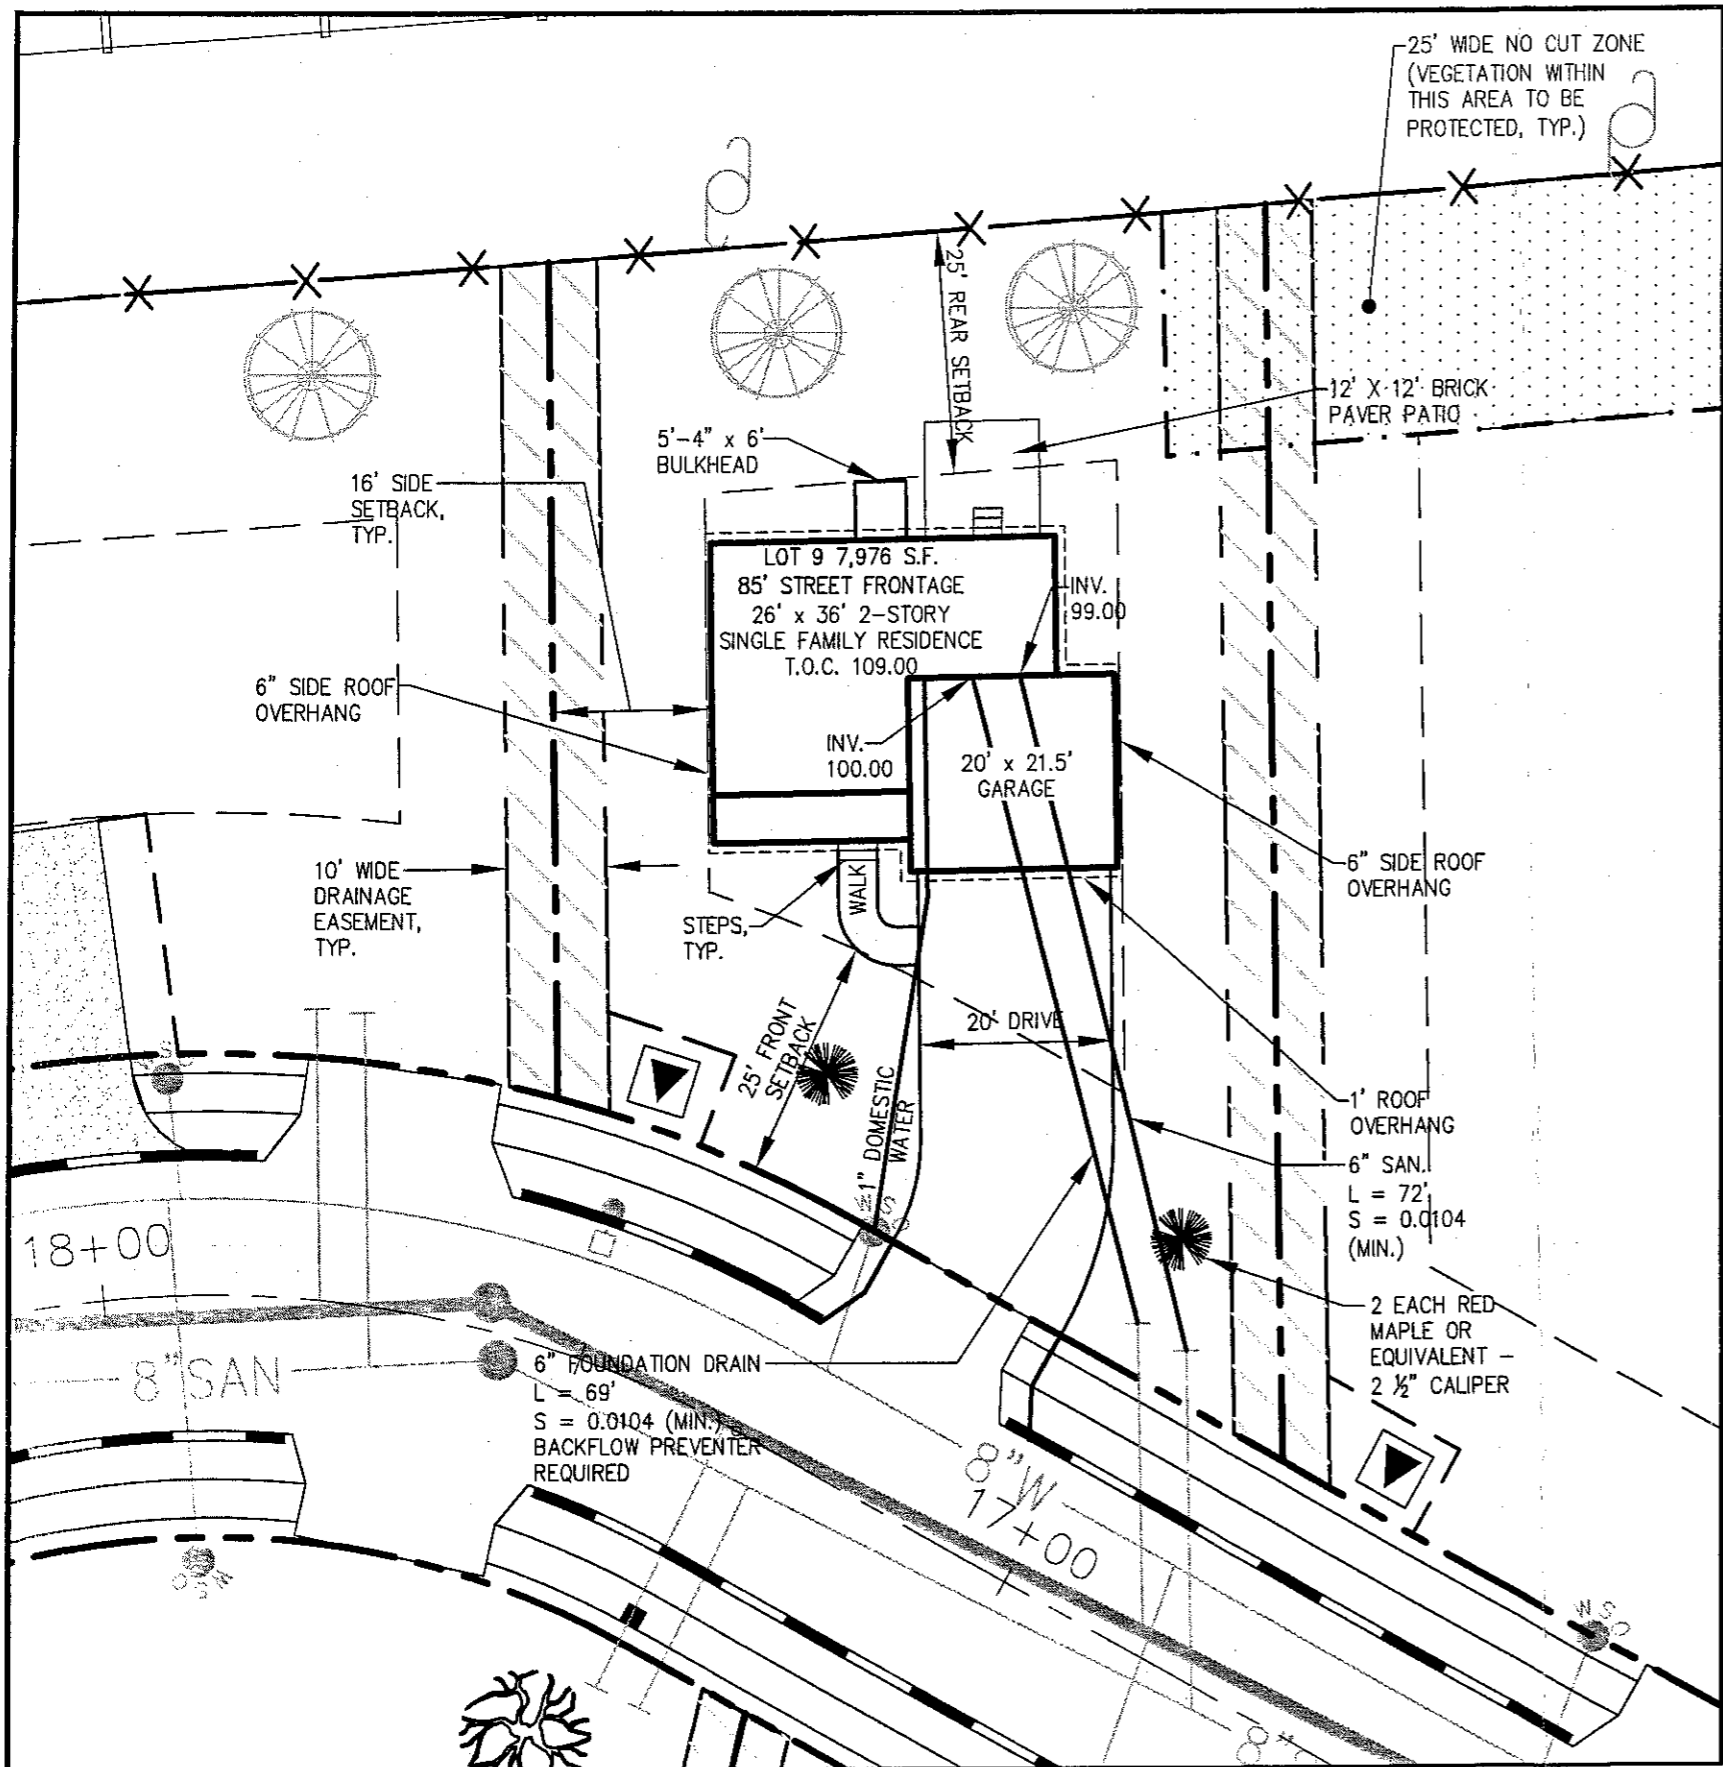 25' WIDE NO CUT ZONE
(VEGETATION WITHIN
THIS AREA TO BE
PROTECTED, TYP.)
25' REAR SETBACK
12' X 12' BRICK
PAVER PATIO
5'-4" x 6'
BULKHEAD
16' SIDE
SETBACK,
TYP.
LOT 9 7,976 S.F.
85' STREET FRONTAGE
26' x 36' 2-STORY
SINGLE FAMILY RESIDENCE
T.O.C. 109.00
INV.
99.00
6" SIDE ROOF
OVERHANG
INV.
100.00
20' x 21.5'
GARAGE
6" SIDE ROOF
OVERHANG
10' WIDE
DRAINAGE
EASEMENT,
TYP.
WALK
STEPS,
TYP.
25' FRONT
SETBACK
20' DRIVE
1" DOMESTIC
WATER
1' ROOF
OVERHANG
6" SAN.
L = 72'
S = 0.0104
(MIN.)
18+00
2 EACH RED
MAPLE OR
EQUIVALENT –
2 ½" CALIPER
8"SAN
6" FOUNDATION DRAIN
L = 69'
S = 0.0104 (MIN.)
BACKFLOW PREVENTER
REQUIRED
8"W
17+00